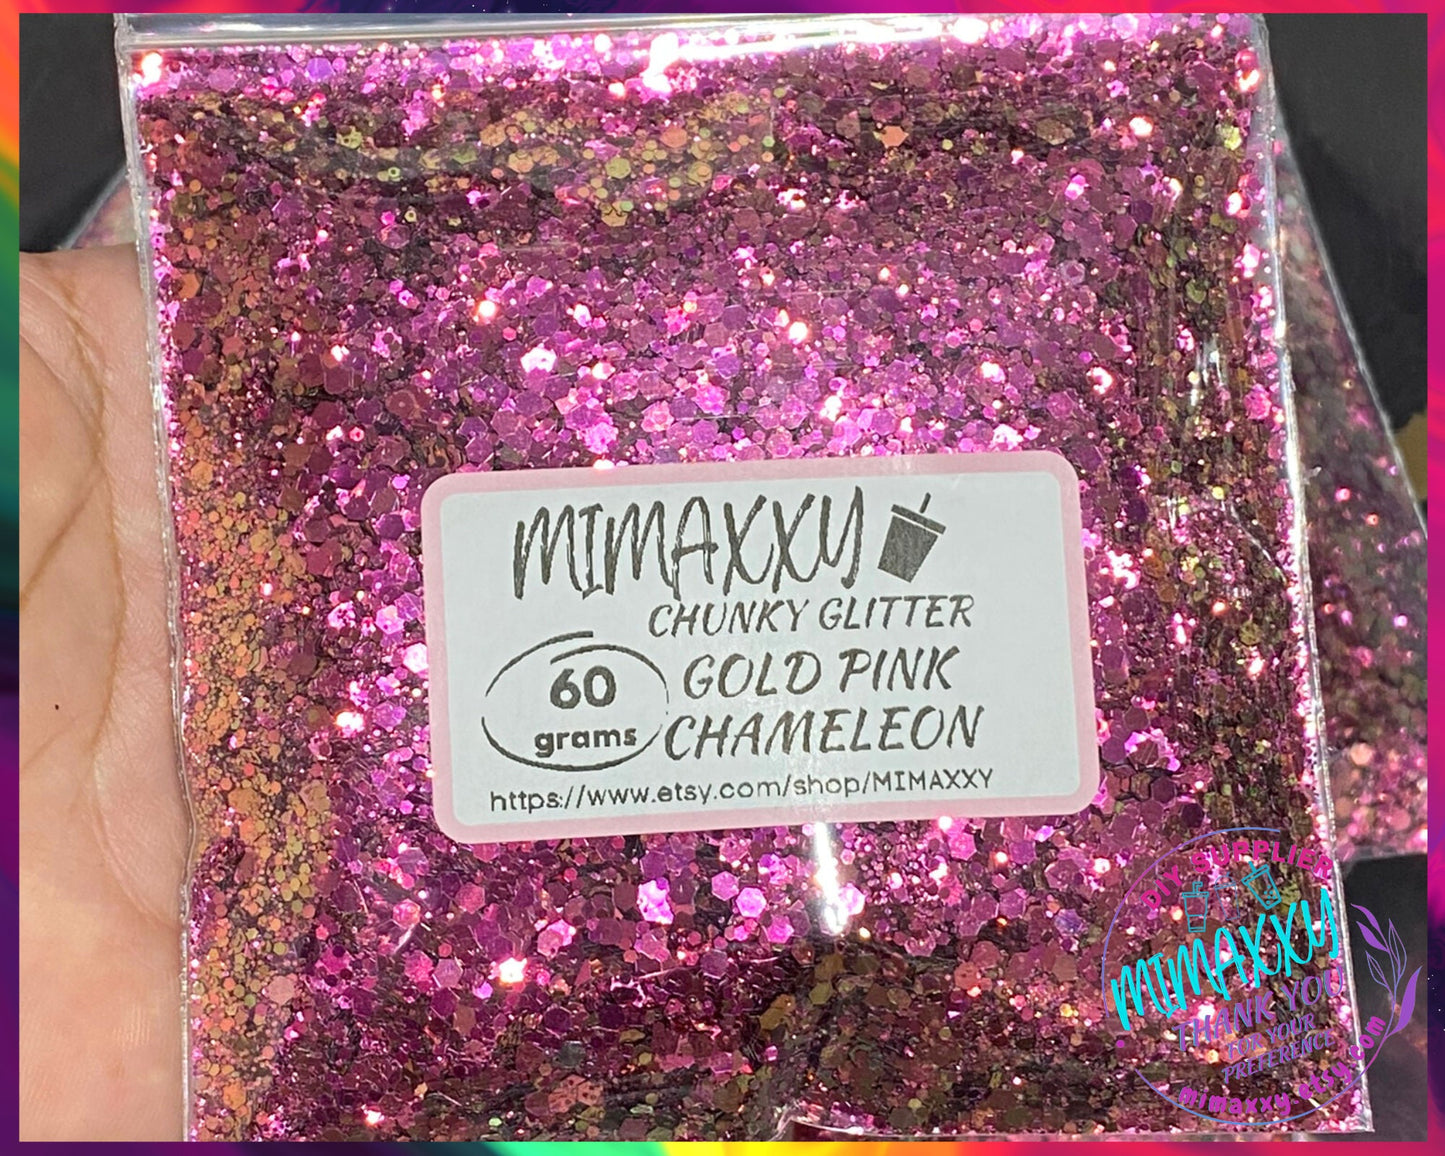 MIMAXXY
CHUNKY GLITTER
60
grams
GOLD PINK
CHAMELEON
https://www.etsy.com/shop/MIMAXXY
DIY SUPPLIER
MIMAXXY
THANK YOU
FOR YOUR
PREFERENCE
mimaxxy.etsy.com